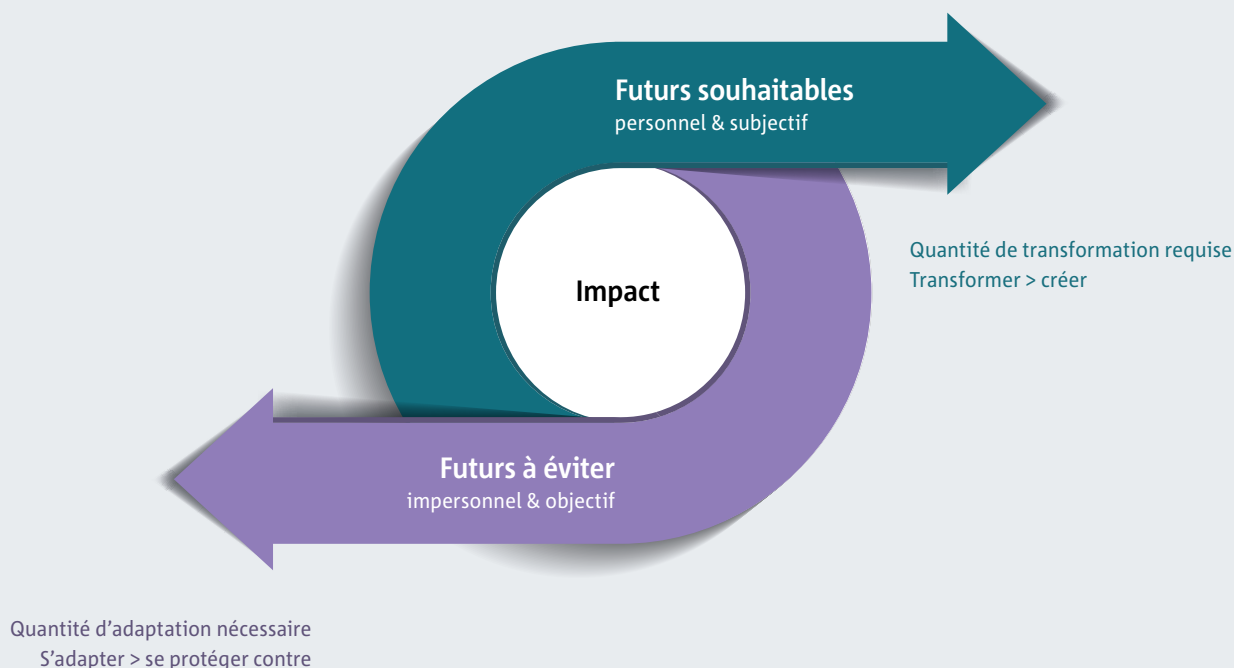 Futurs souhaitables
personnel & subjectif
Quantité de transformation requise
Transformer > créer
Impact
Futurs à éviter
impersonnel & objectif
Quantité d’adaptation nécessaire
S’adapter > se protéger contre